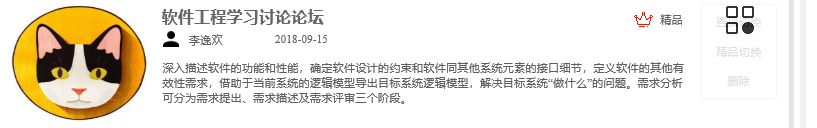 软件工程学习讨论论坛
精品
李逸欢 2018-09-15
深入描述软件的功能和性能，确定软件设计的约束和软件同其他系统元素的接口细节，定义软件的其他有
效性需求，借助于当前系统的逻辑模型导出目标系统逻辑模型，解决目标系统“做什么”的问题。需求分析
可分为需求提出、需求描述及需求评审三个阶段。
换
精品切换
删除